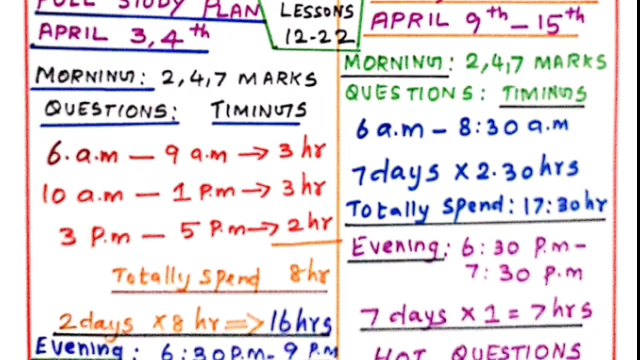 FULL STUDY PLAN
APRIL 3,4th
MORNING: 2,4,7 MARKS
QUESTIONS: TIMINGS
6.a.m – 9 a.m → 3 hr
10 a.m – 1 P.m → 3 hr
3 P.m – 5 P.m → 2 hr
Totally Spend 8hr
2days × 8 hr => 16hrs
Evening: 6:30 P.m- 9 P.m
LESSONS
12-22
APRIL 9th – 15th
MORNING: 2,4,7 MARKS
QUESTIONS: TIMINGS
6 a.m – 8:30 a.m
7days × 2.30hrs
Totally Spend: 17:30hr
Evening: 6:30 P.m-
7:30 P.m
7 days × 1 = 7hrs
HOT QUESTIONS